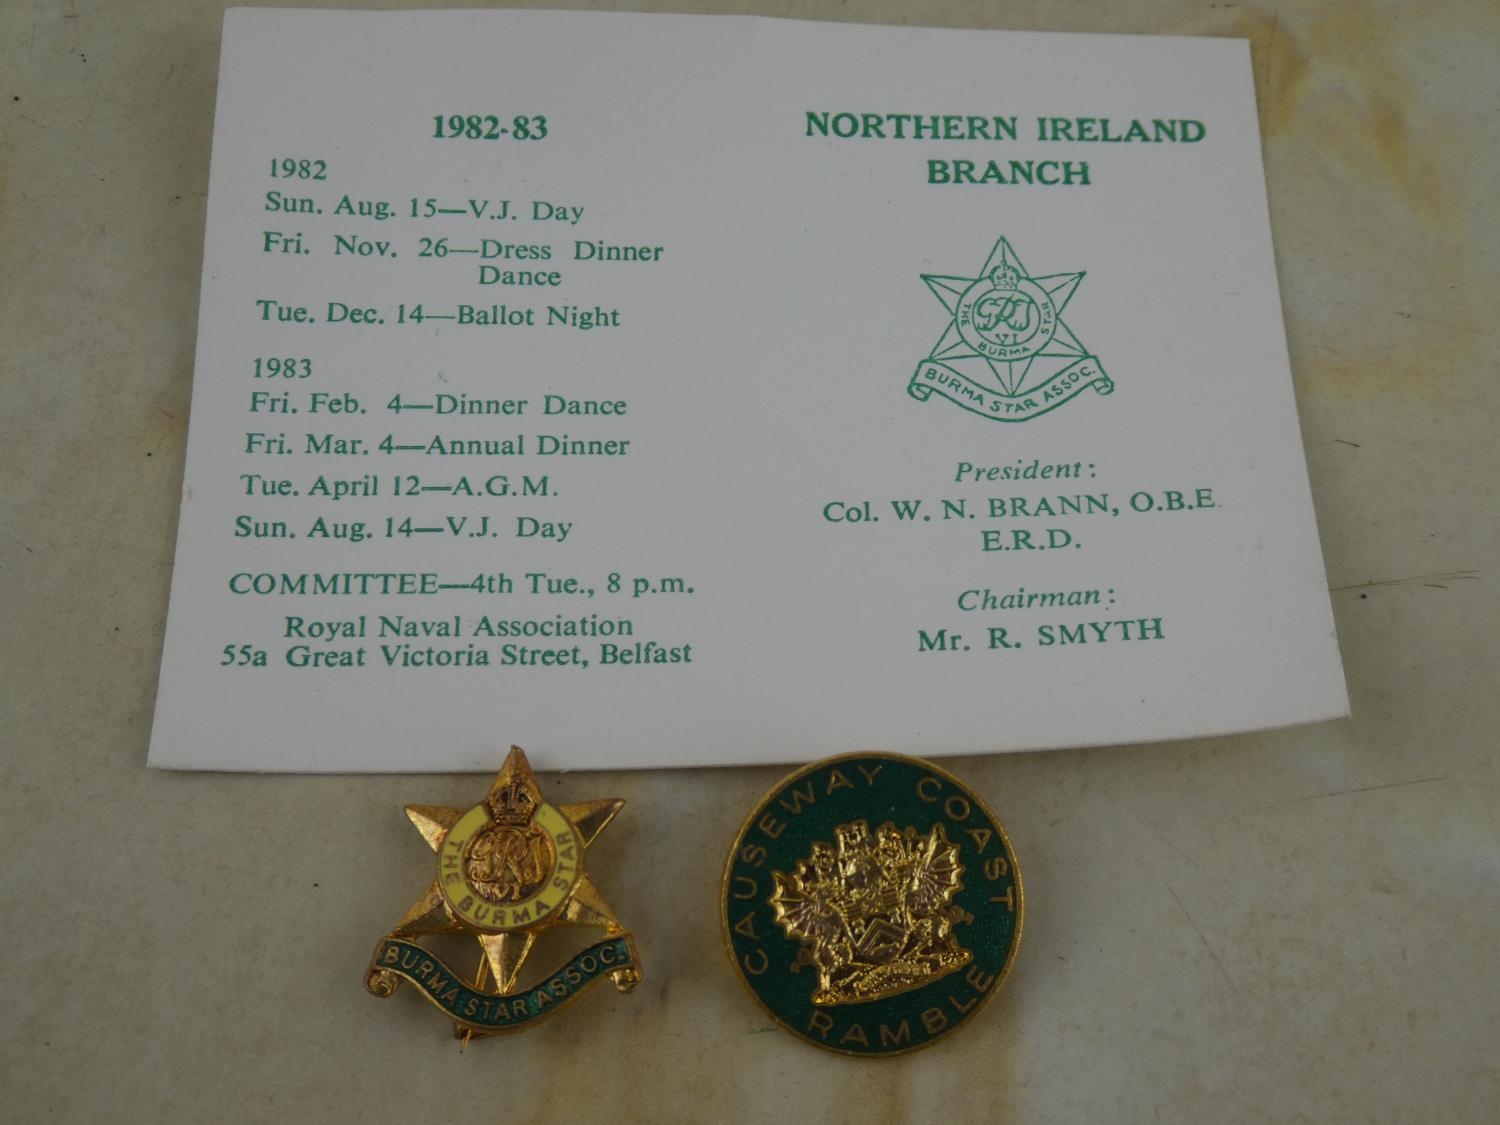 1982-83
1982
Sun. Aug. 15—V.J. Day
Fri. Nov. 26—Dress Dinner
Dance
Tue. Dec. 14—Ballot Night
1983
Fri. Feb. 4—Dinner Dance
Fri. Mar. 4—Annual Dinner
Tue. April 12—A.G.M.
Sun. Aug. 14—V.J. Day
COMMITTEE—4th Tue., 8 p.m.
Royal Naval Association
55a Great Victoria Street, Belfast
NORTHERN IRELAND
BRANCH
GRI
VI
THE BURMA STAR
BURMA STAR ASSOC.
President:
Col. W. N. BRANN, O.B.E.
E.R.D.
Chairman:
Mr. R. SMYTH
GRI
VI
THE BURMA STAR
BURMA STAR ASSOC.
CAUSEWAY COAST
RAMBLE